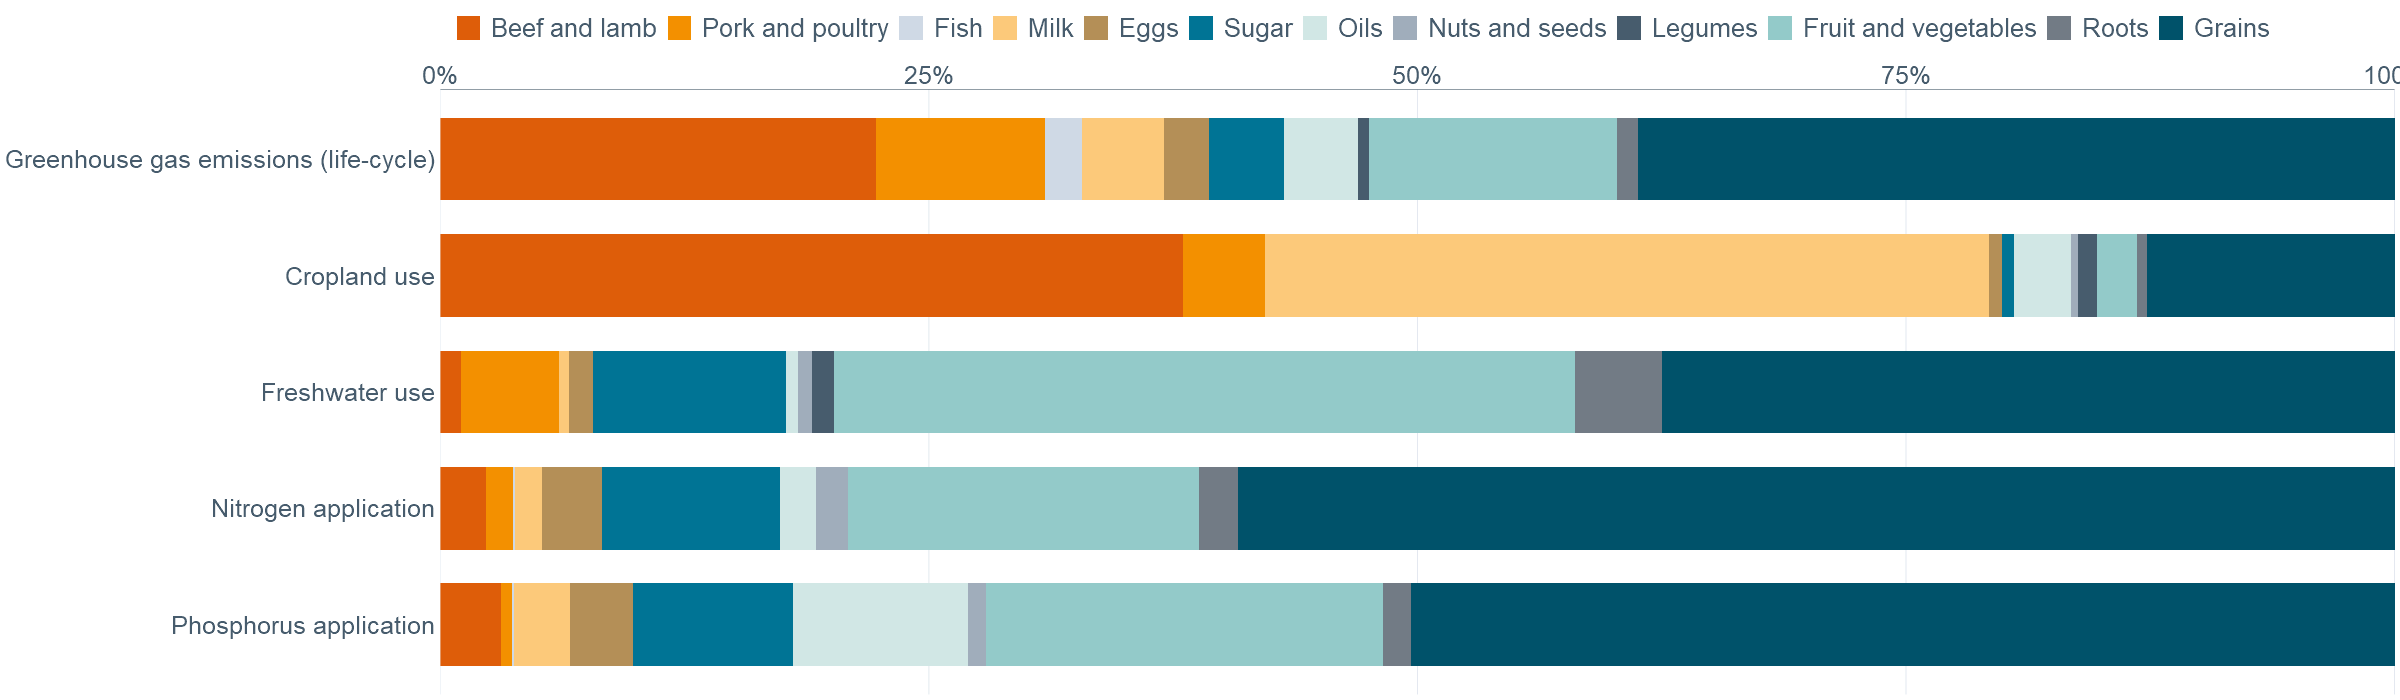 Beef and lamb Pork and poultry Fish Milk Eggs Sugar Oils Nuts and seeds Legumes Fruit and vegetables Roots Grains
0% 25% 50% 75% 100
Greenhouse gas emissions (life-cycle)
Cropland use
Freshwater use
Nitrogen application
Phosphorus application